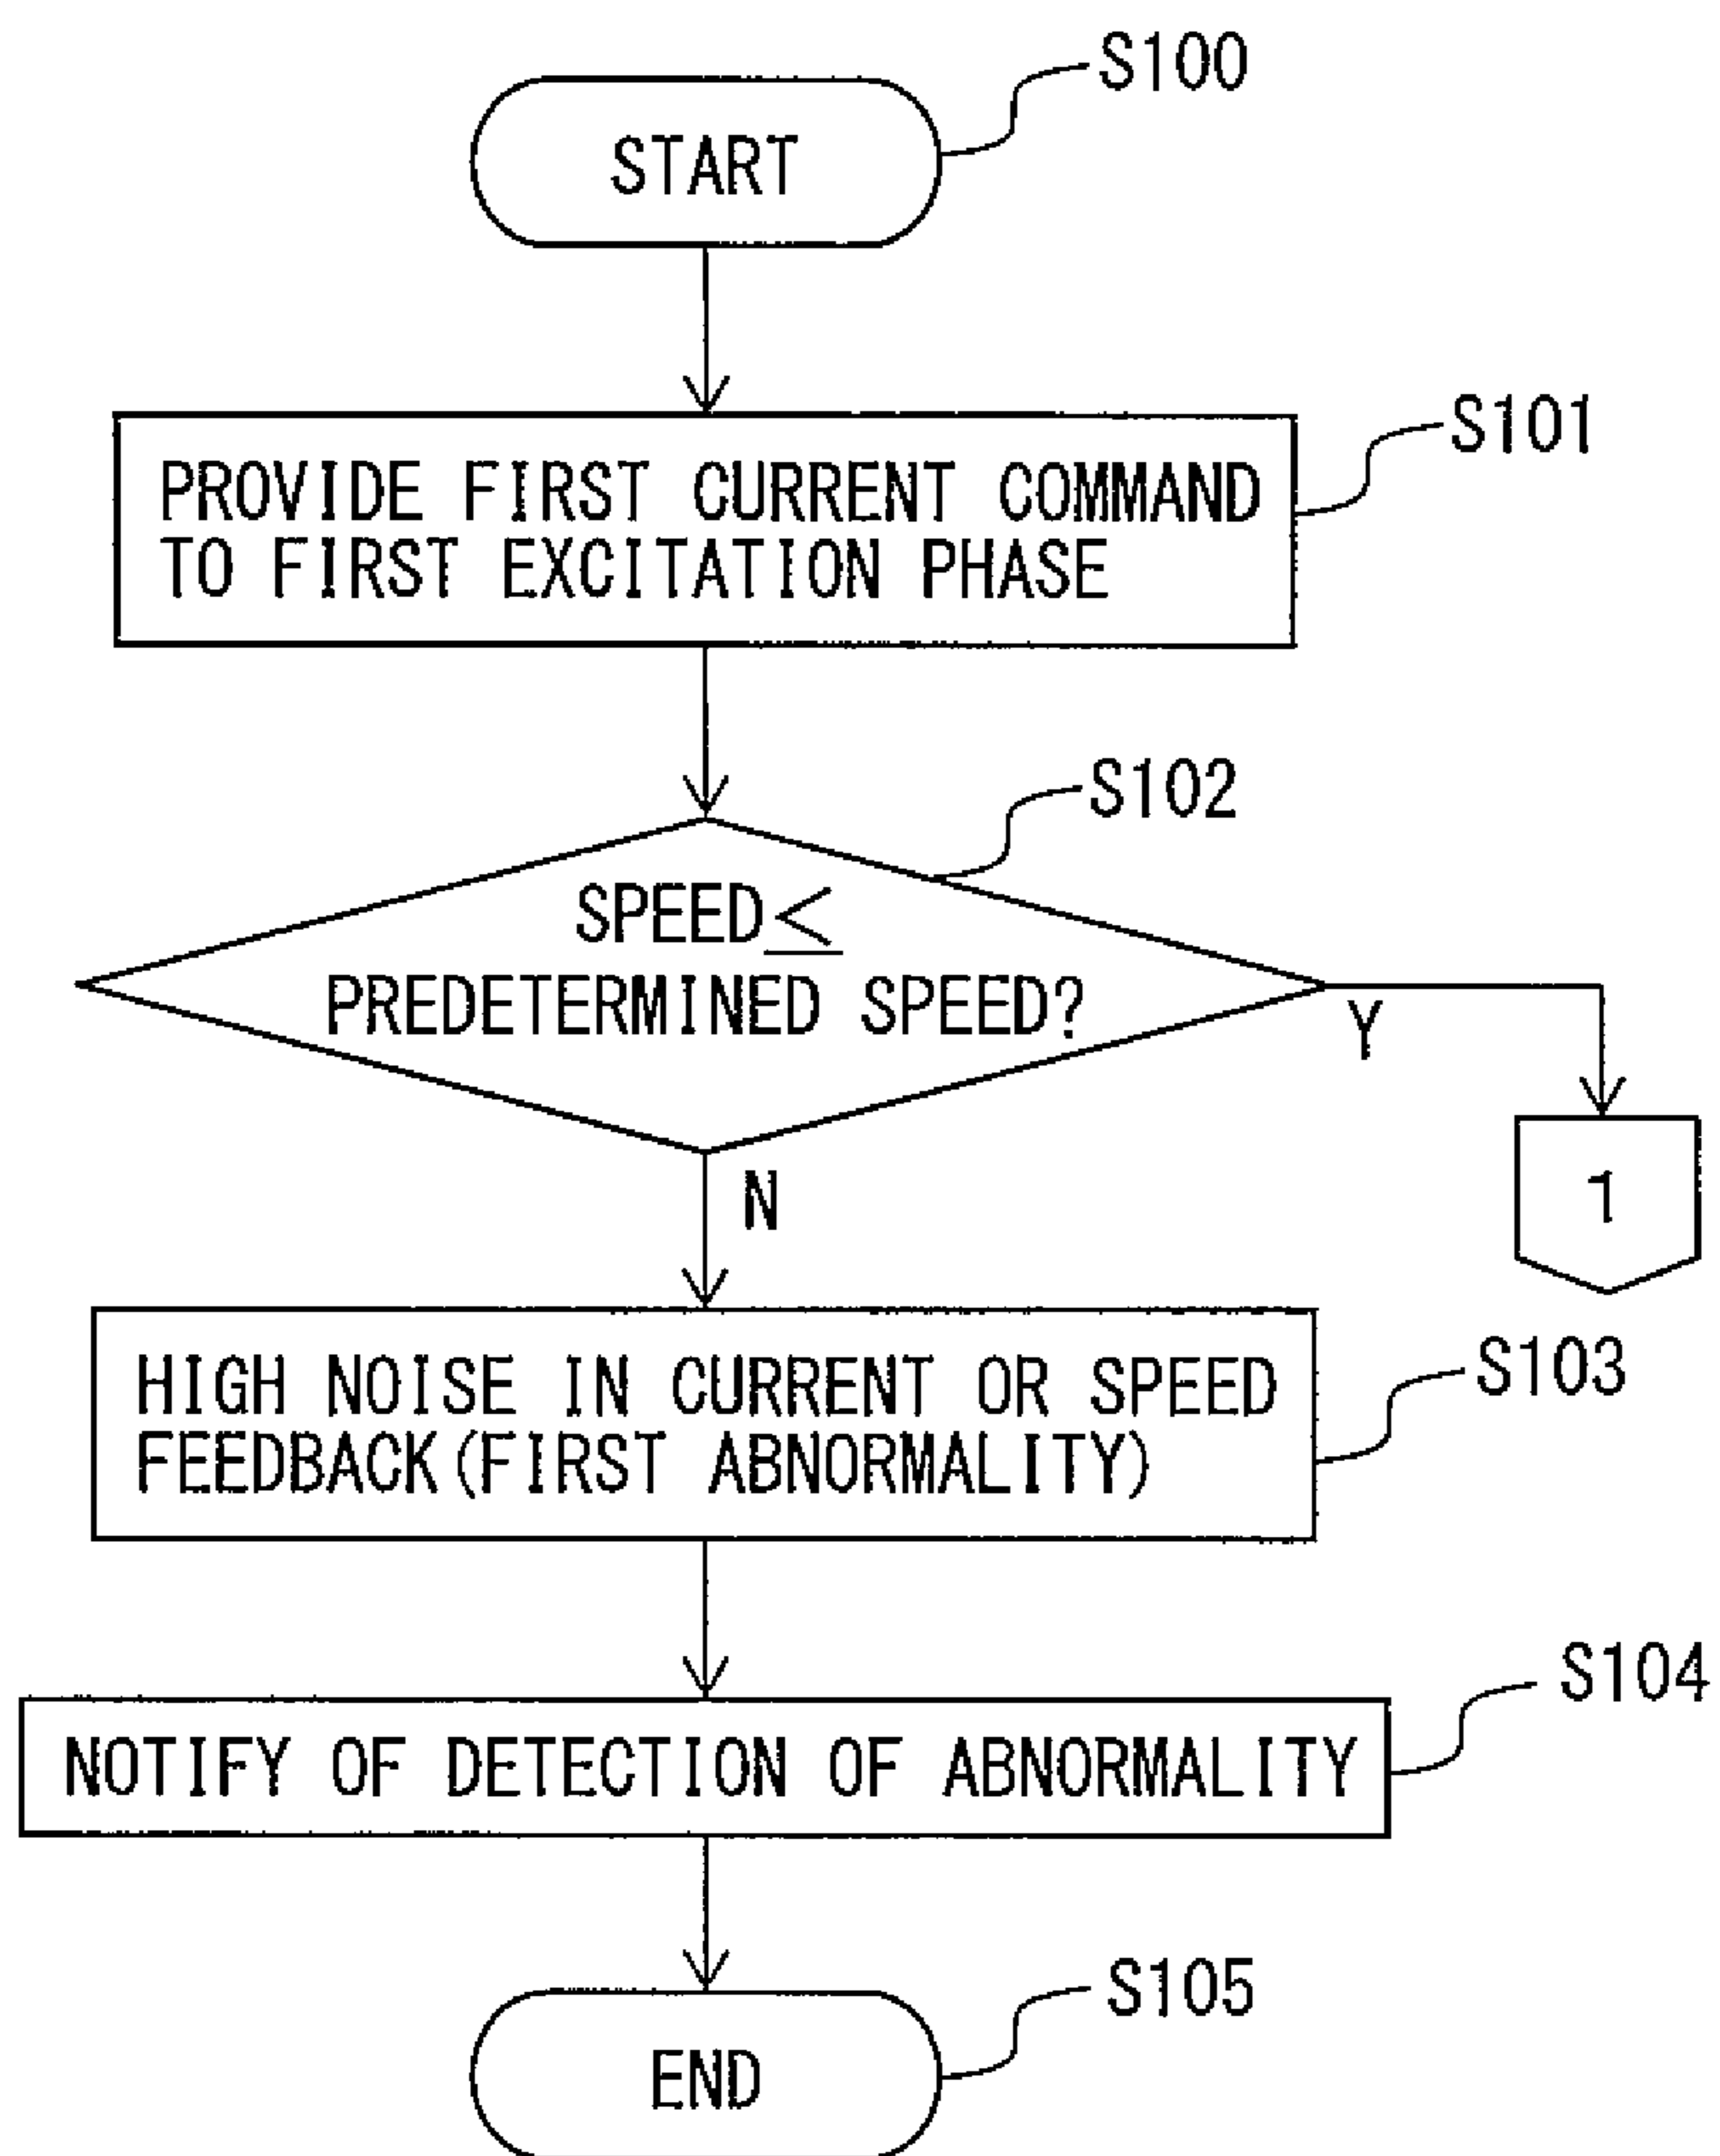 S100
START
S101
PROVIDE FIRST CURRENT COMMAND
TO FIRST EXCITATION PHASE
S102
SPEED≤
PREDETERMINED SPEED?
Y
1
N
S103
HIGH NOISE IN CURRENT OR SPEED
FEEDBACK(FIRST ABNORMALITY)
S104
NOTIFY OF DETECTION OF ABNORMALITY
S105
END